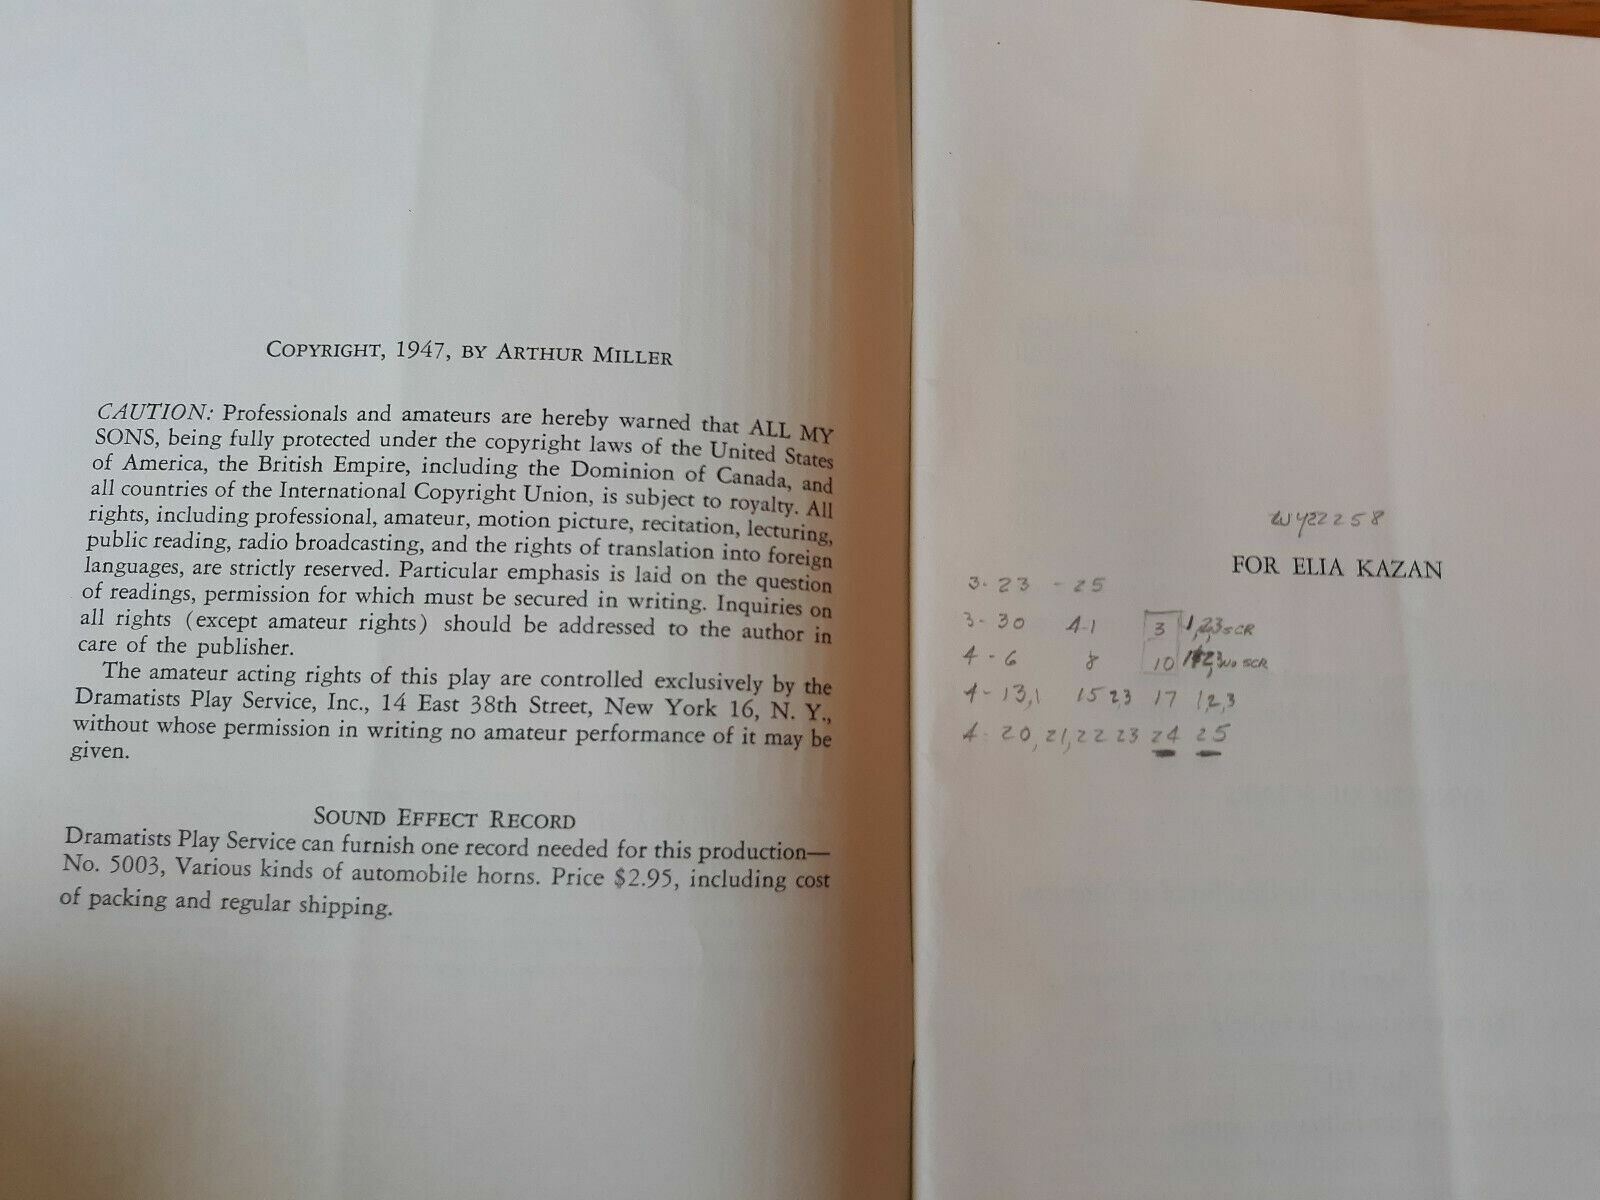 COPYRIGHT, 1947, BY ARTHUR MILLER
CAUTION: Professionals and amateurs are hereby warned that ALL MY
SONS, being fully protected under the copyright laws of the United States
of America, the British Empire, including the Dominion of Canada, and
all countries of the International Copyright Union, is subject to royalty. All
rights, including professional, amateur, motion picture, recitation, lecturing,
public reading, radio broadcasting, and the rights of translation into foreign
languages, are strictly reserved. Particular emphasis is laid on the question
of readings, permission for which must be secured in writing. Inquiries on
all rights (except amateur rights) should be addressed to the author in
care of the publisher.
The amateur acting rights of this play are controlled exclusively by the
Dramatists Play Service, Inc., 14 East 38th Street, New York 16, N. Y.,
without whose permission in writing no amateur performance of it may be
given.
SOUND EFFECT RECORD
Dramatists Play Service can furnish one record needed for this production—
No. 5003, Various kinds of automobile horns. Price $2.95, including cost
of packing and regular shipping.
WY22258
FOR ELIA KAZAN
3-23 - 25
3-30 4-1 3 1,2,3 SCR
4-6 8 10 NO SCR
4-13,1 15 23 17 1,2,3
4-20, 21, 22 23 24 25